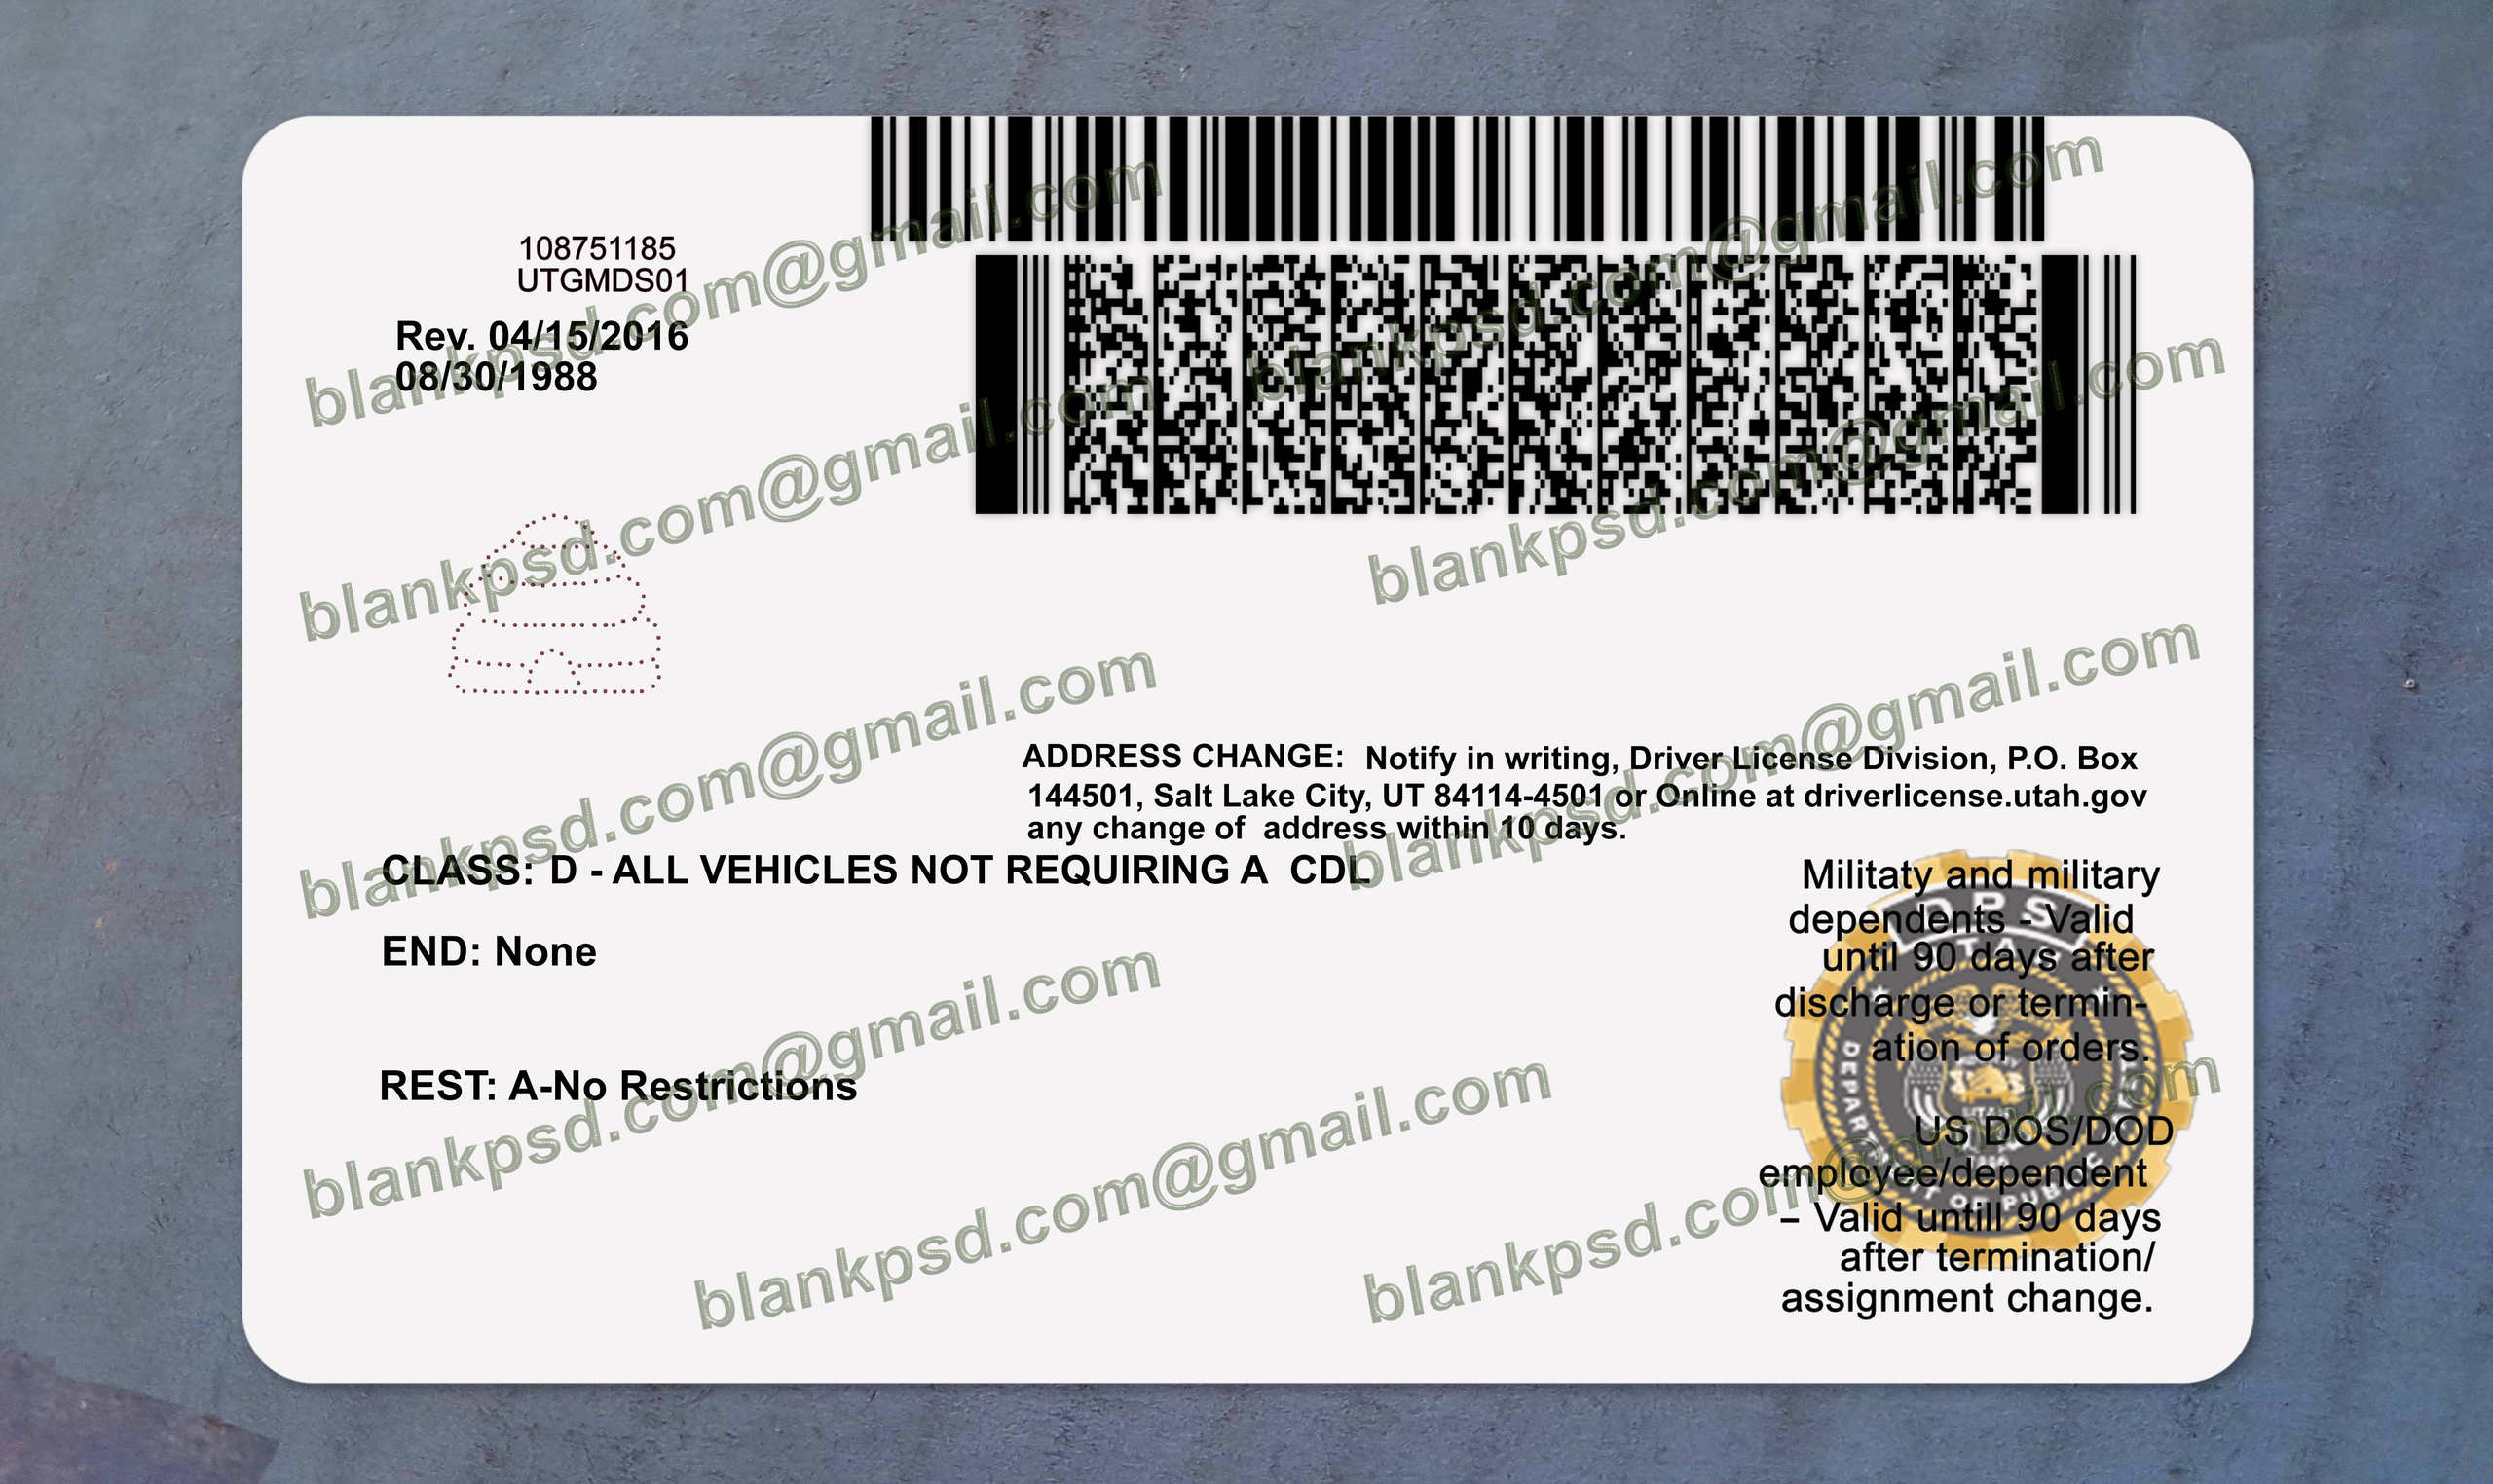 108751185
UTGMDS01
Rev. 04/15/2016
08/30/1988
blankpsd.com@gmail.com
blankpsd.com@gmail.com
blankpsd.com@gmail.com
blankpsd.com@gmail.com
ADDRESS CHANGE: Notify in writing, Driver License Division, P.O. Box
144501, Salt Lake City, UT 84114-4501 or Online at driverlicense.utah.gov
any change of address within 10 days.
blankpsd.com@gmail.com
blankpsd.com@gmail.com
CLASS: D - ALL VEHICLES NOT REQUIRING A CDL
END: None
REST: A-No Restrictions
blankpsd.com@gmail.com
blankpsd.com@gmail.com
blankpsd.com@gmail.com
Militaty and military
dependents - Valid
until 90 days after
discharge or termin-
ation of orders.
US DOS/DOD
employee/dependent
– Valid untill 90 days
after termination/
assignment change.
DPS
UTAH